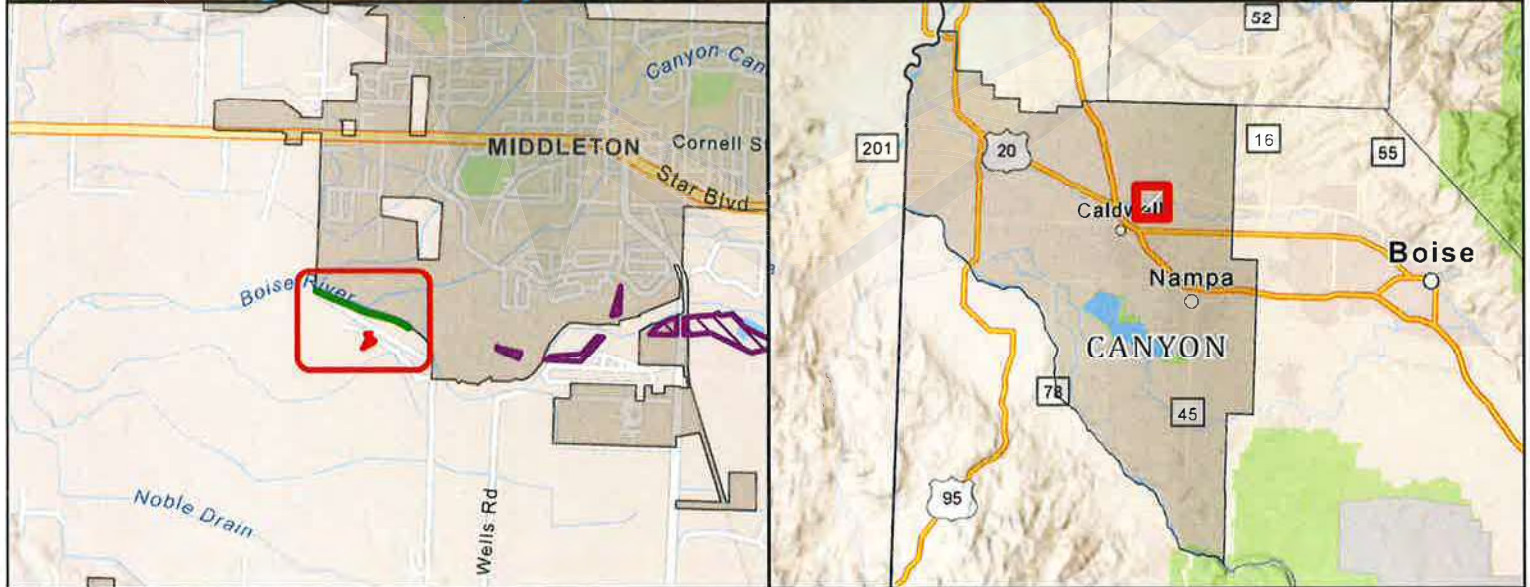 Canyon Can
MIDDLETON
Cornell S
Star Blvd
Boise River
Noble Drain
Wells Rd
52
201
20
16
55
Caldwell
Boise
Nampa
CANYON
78
45
95